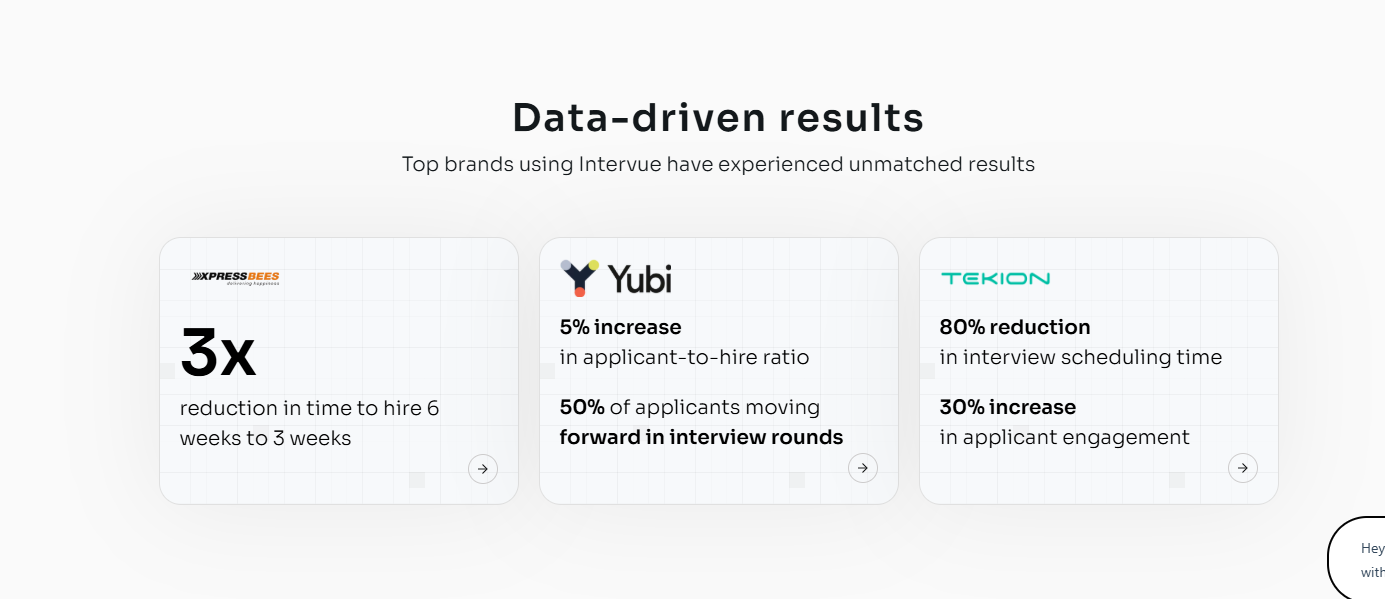 Data-driven results
Top brands using Intervue have experienced unmatched results
XPRESSBEES
delivering happiness
3x
reduction in time to hire 6
weeks to 3 weeks
Yubi
5% increase
in applicant-to-hire ratio
50% of applicants moving
forward in interview rounds
TEKION
80% reduction
in interview scheduling time
30% increase
in applicant engagement
Hey
with